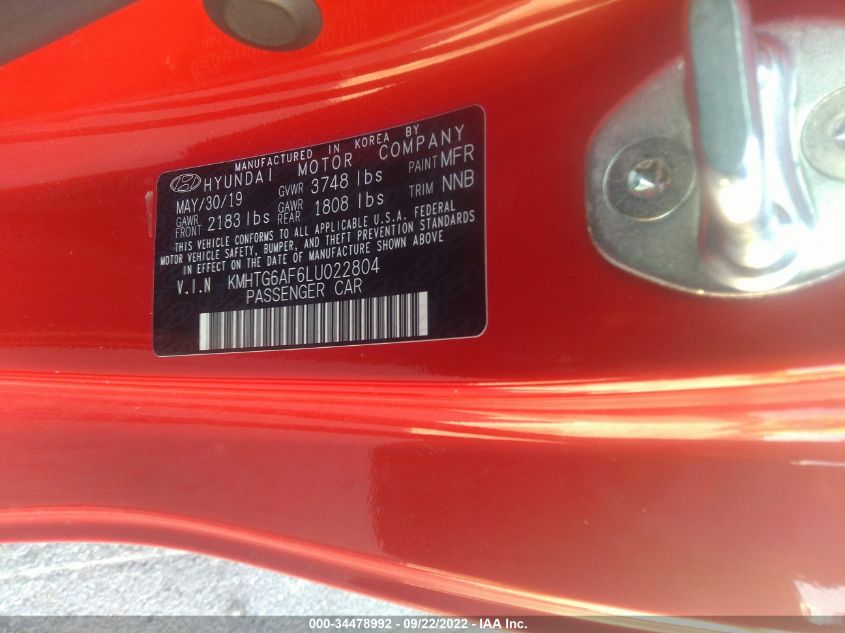 MANUFACTURED IN KOREA BY
HYUNDAI MOTOR COMPANY
MAY/30/19 GVWR 3748 lbs PAINT MFR
GAWR FRONT 2183 lbs GAWR REAR 1808 lbs TRIM NNB
THIS VEHICLE CONFORMS TO ALL APPLICABLE U.S.A. FEDERAL
MOTOR VEHICLE SAFETY, BUMPER, AND THEFT PREVENTION STANDARDS
IN EFFECT ON THE DATE OF MANUFACTURE SHOWN ABOVE
V.I.N KMHTG6AF6LU022804
PASSENGER CAR
000-34478992 - 09/22/2022 - IAA Inc.